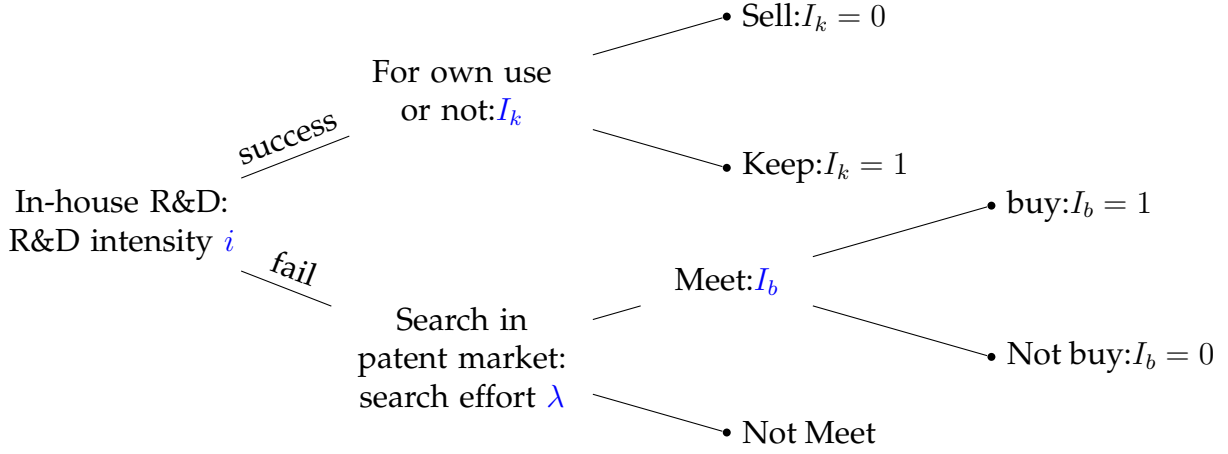 Sell:I_k = 0
For own use
or not:I_k
success
Keep:I_k = 1
In-house R&D:
R&D intensity i
buy:I_b = 1
fail
Meet:I_b
Search in
patent market:
search effort λ
Not buy:I_b = 0
Not Meet